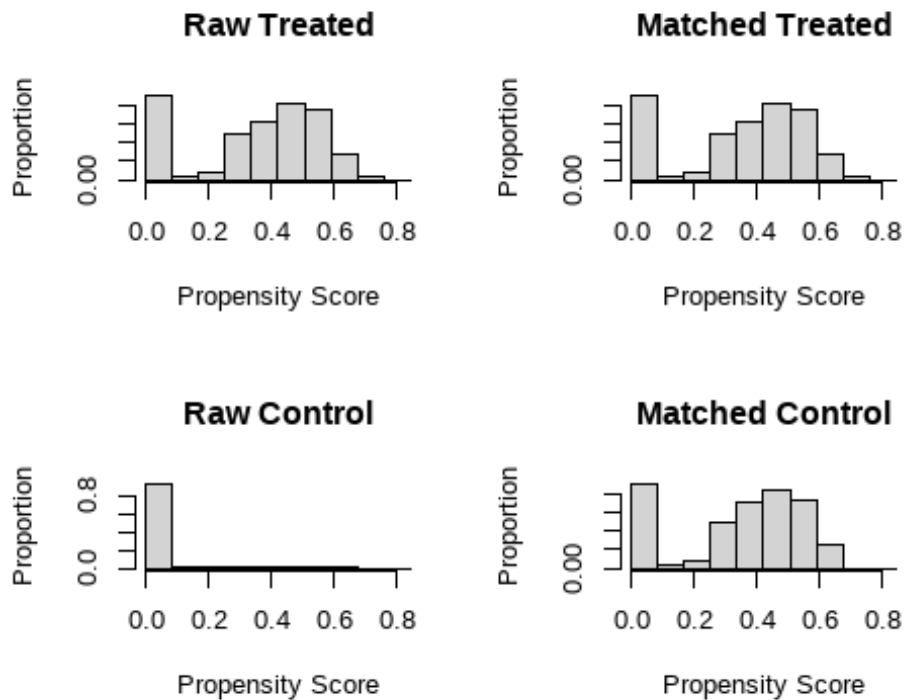 Raw Treated
Proportion
0.00
0.0 0.2 0.4 0.6 0.8
Propensity Score
Matched Treated
Proportion
0.00
0.0 0.2 0.4 0.6 0.8
Propensity Score
Raw Control
Proportion
0.8
0.0
0.0 0.2 0.4 0.6 0.8
Propensity Score
Matched Control
Proportion
0.00
0.0 0.2 0.4 0.6 0.8
Propensity Score